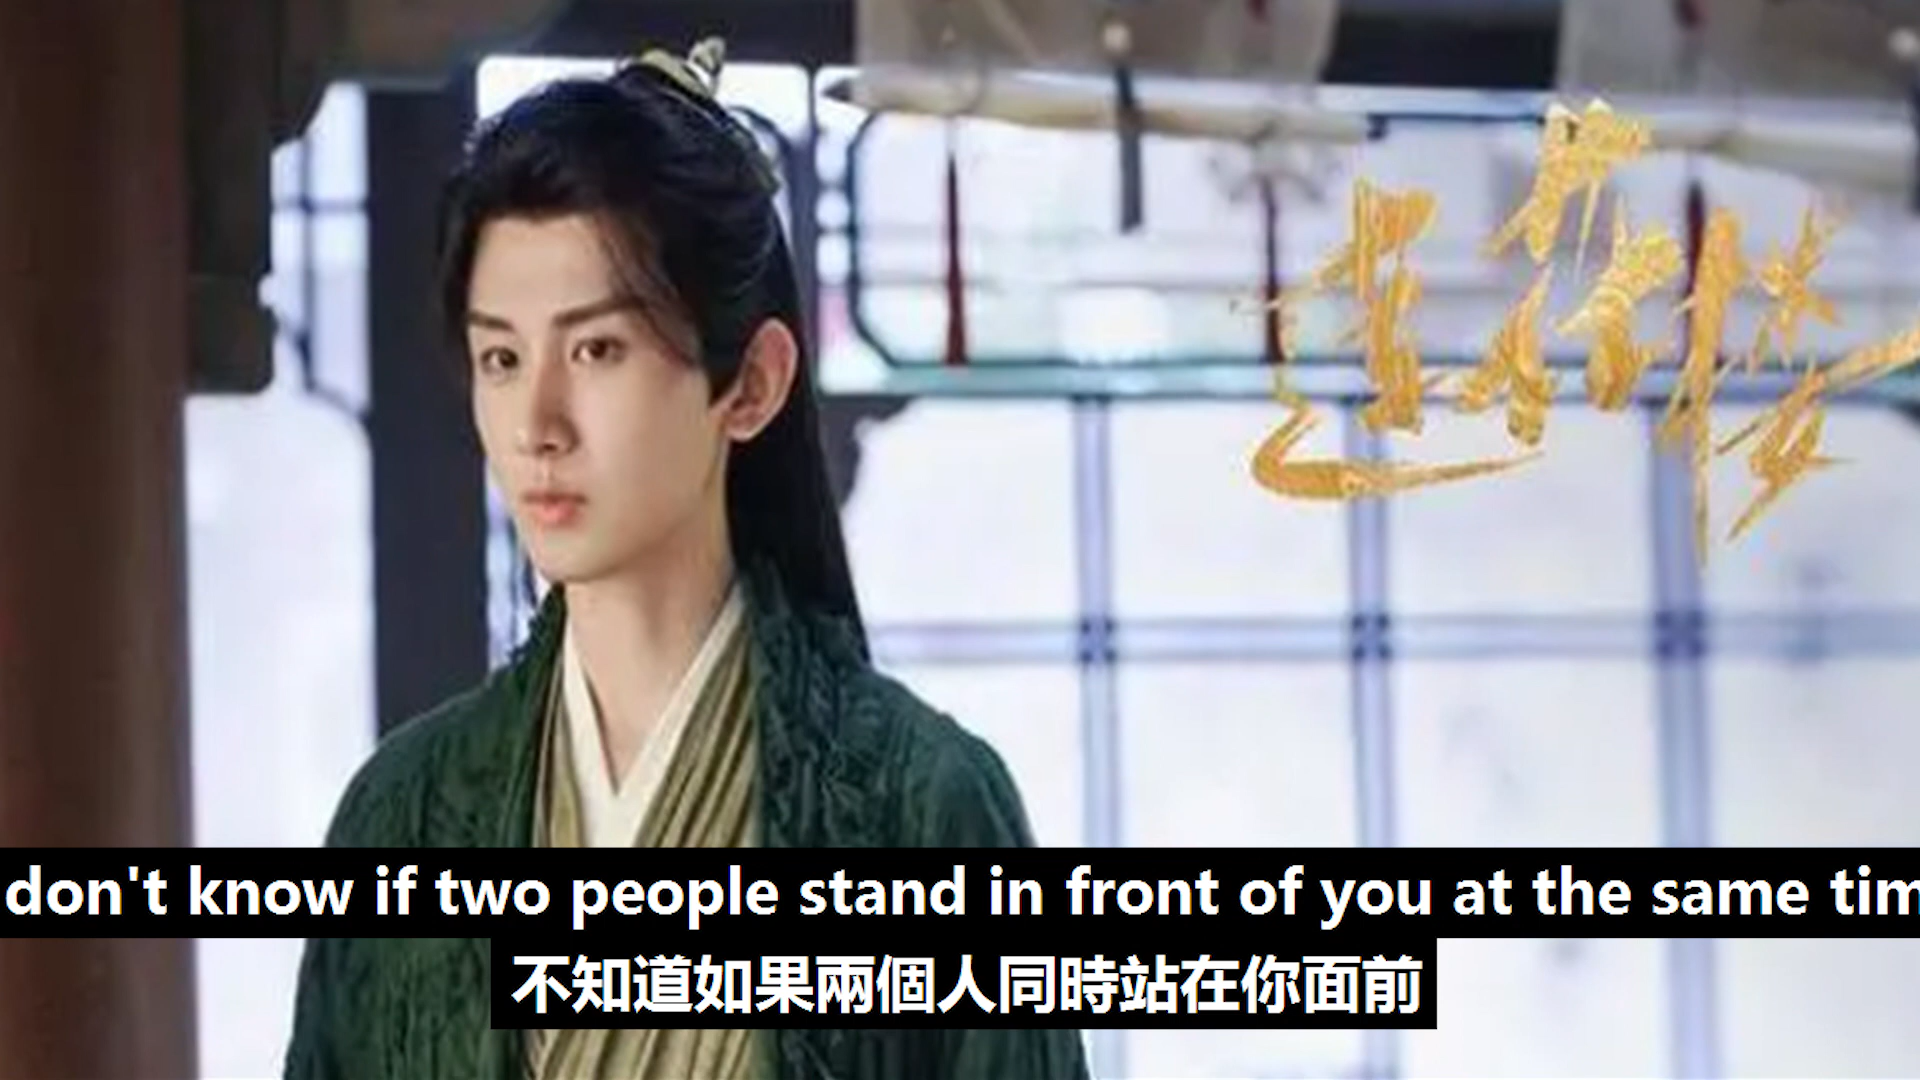 don't know if two people stand in front of you at the same tim
不知道如果兩個人同時站在你面前